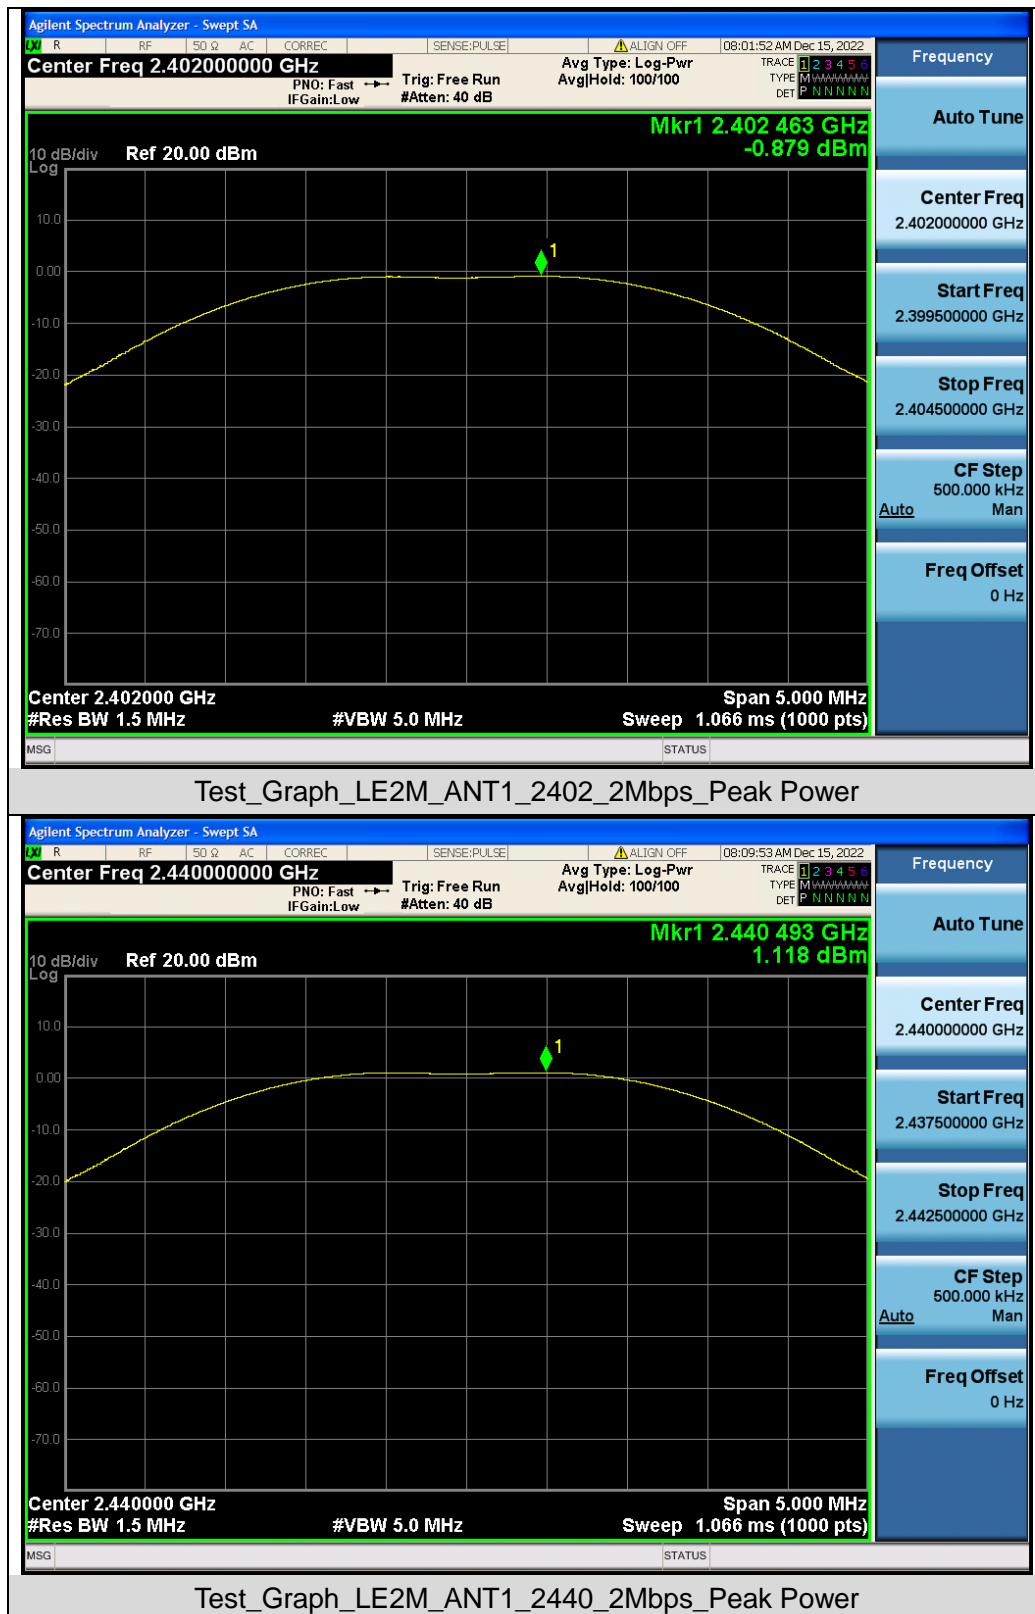 Agilent Spectrum Analyzer - Swept SA
LXI R RF 50 Ω AC CORREC SENSE:PULSE ALIGN OFF 08:01:52 AM Dec 15, 2022
Center Freq 2.402000000 GHz
PNO: Fast
IFGain:Low
Trig: Free Run
#Atten: 40 dB
Avg Type: Log-Pwr
Avg|Hold: 100/100
TRACE 1 2 3 4 5 6
TYPE M
DET P N N N N N
Mkr1 2.402 463 GHz
-0.879 dBm
10 dB/div Ref 20.00 dBm
Log
10.0
0.00
-10.0
-20.0
-30.0
-40.0
-50.0
-60.0
-70.0
1
Center 2.402000 GHz Span 5.000 MHz
#Res BW 1.5 MHz #VBW 5.0 MHz Sweep 1.066 ms (1000 pts)
MSG STATUS
Frequency
Auto Tune
Center Freq
2.402000000 GHz
Start Freq
2.399500000 GHz
Stop Freq
2.404500000 GHz
CF Step
500.000 kHz
Auto Man
Freq Offset
0 Hz
Test_Graph_LE2M_ANT1_2402_2Mbps_Peak Power
Agilent Spectrum Analyzer - Swept SA
LXI R RF 50 Ω AC CORREC SENSE:PULSE ALIGN OFF 08:09:53 AM Dec 15, 2022
Center Freq 2.440000000 GHz
PNO: Fast
IFGain:Low
Trig: Free Run
#Atten: 40 dB
Avg Type: Log-Pwr
Avg|Hold: 100/100
TRACE 1 2 3 4 5 6
TYPE M
DET P N N N N N
Mkr1 2.440 493 GHz
1.118 dBm
10 dB/div Ref 20.00 dBm
Log
10.0
0.00
-10.0
-20.0
-30.0
-40.0
-50.0
-60.0
-70.0
1
Center 2.440000 GHz Span 5.000 MHz
#Res BW 1.5 MHz #VBW 5.0 MHz Sweep 1.066 ms (1000 pts)
MSG STATUS
Frequency
Auto Tune
Center Freq
2.440000000 GHz
Start Freq
2.437500000 GHz
Stop Freq
2.442500000 GHz
CF Step
500.000 kHz
Auto Man
Freq Offset
0 Hz
Test_Graph_LE2M_ANT1_2440_2Mbps_Peak Power